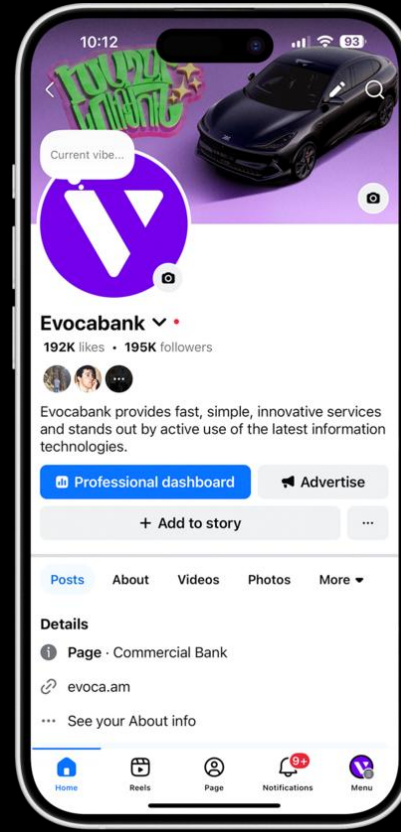 10:12
93
Current vibe...
Evocabank
192K likes • 195K followers
Evocabank provides fast, simple, innovative services
and stands out by active use of the latest information
technologies.
Professional dashboard
Advertise
+ Add to story
...
Posts About Videos Photos More
Details
Page · Commercial Bank
evoca.am
... See your About info
9+
Home Reels Page Notifications Menu